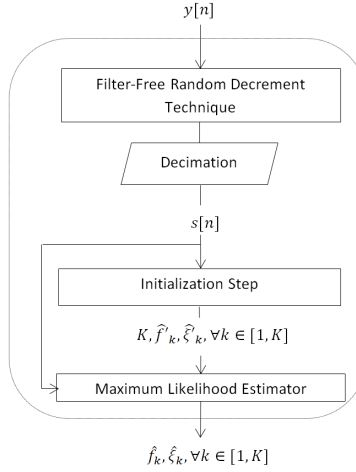 y[n]
Filter-Free Random Decrement
Technique
Decimation
s[n]
Initialization Step
K, f̂'ₖ, ξ̂'ₖ, ∀k ∈ [1, K]
Maximum Likelihood Estimator
f̂ₖ, ξ̂ₖ, ∀k ∈ [1, K]